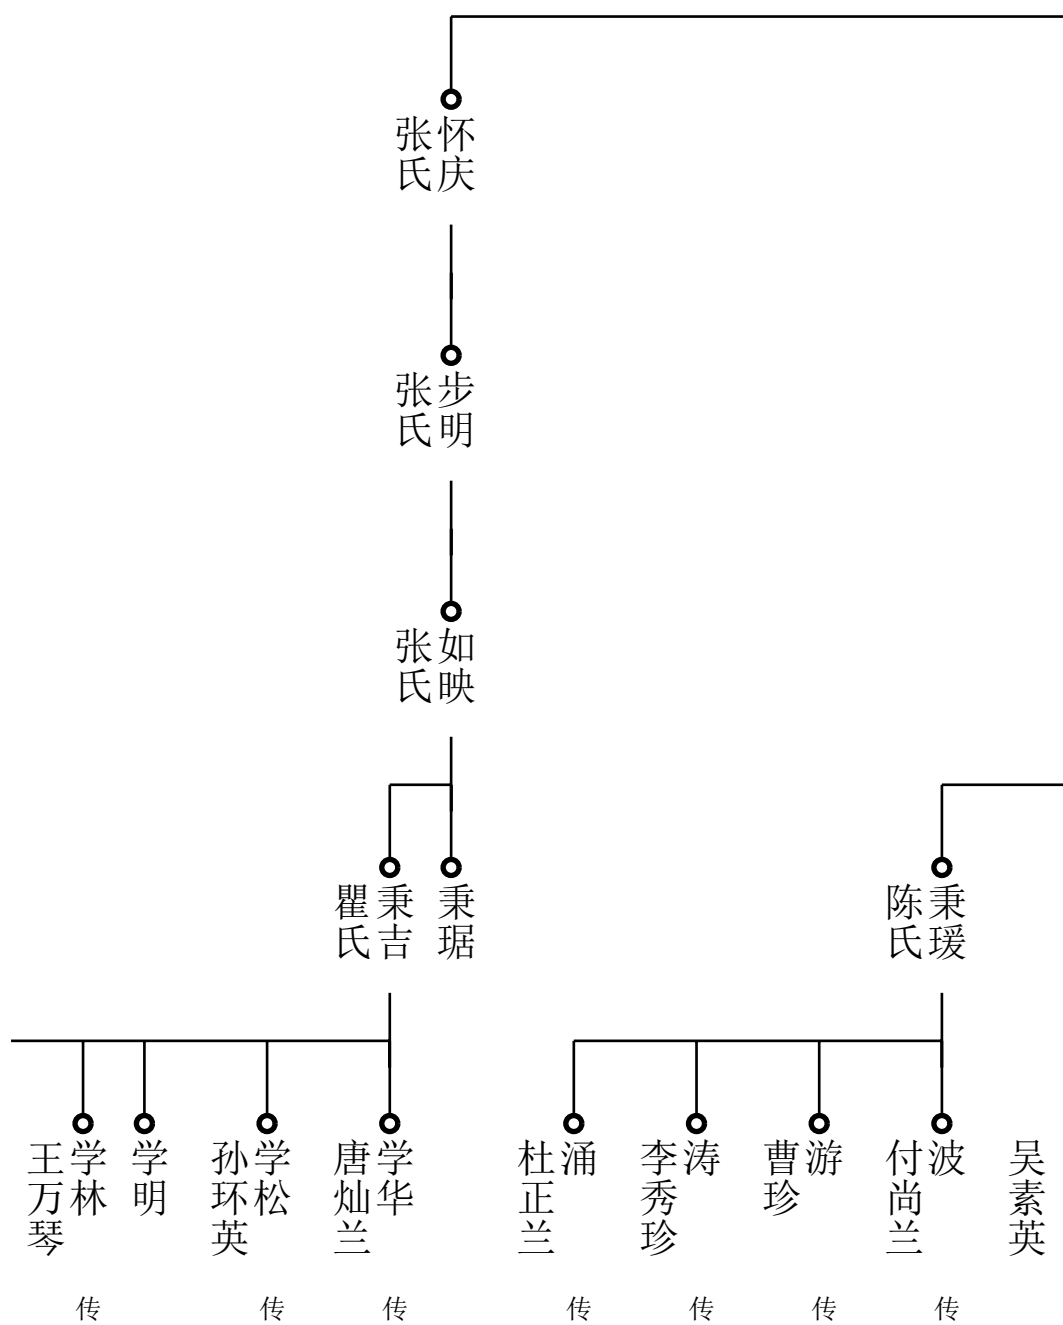 怀庆
张氏
步明
张氏
如映
张氏
秉瑗
陈氏
秉琚
秉吉
瞿氏
吴素英
波
付尚兰
游
曹珍
涛
李秀珍
涌
杜正兰
学华
唐灿兰
学松
孙环英
学明
学林
王万琴
传
传
传
传
传
传
传